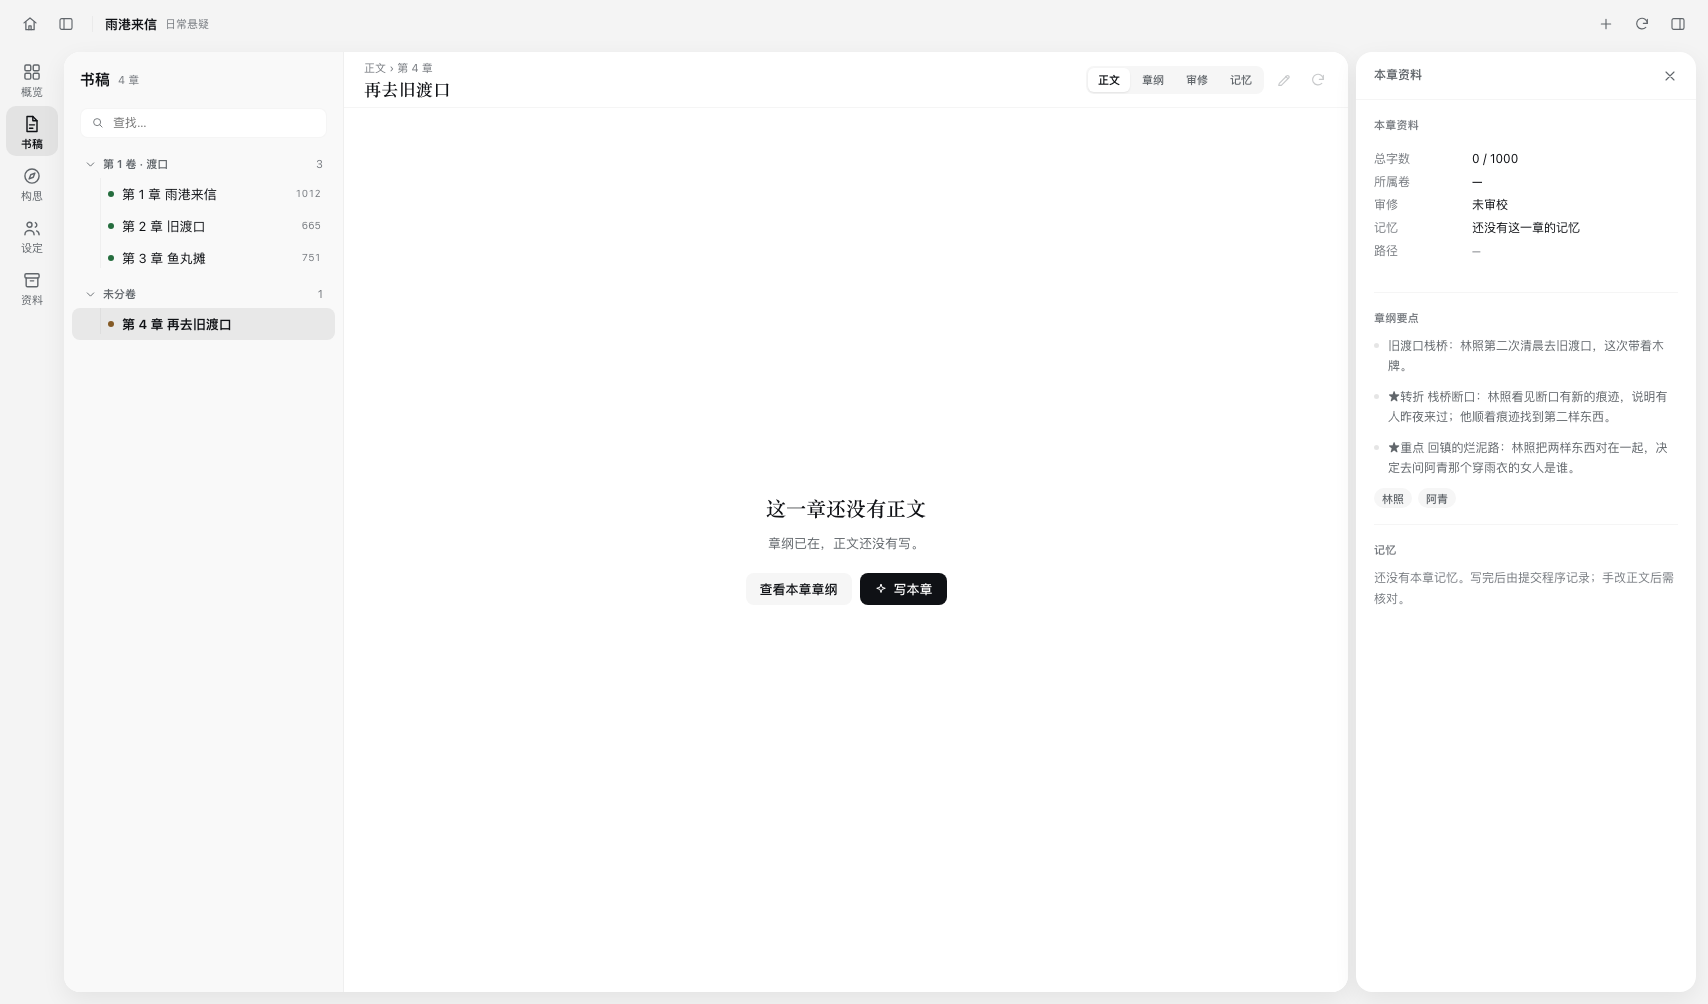 雨港来信 日常悬疑
概览
书稿
构思
设定
资料
书稿 4 章
查找...
第 1 卷 · 渡口 3
第 1 章 雨港来信 1012
第 2 章 旧渡口 665
第 3 章 鱼丸摊 751
未分卷 1
第 4 章 再去旧渡口
正文 › 第 4 章
再去旧渡口
正文 章纲 审修 记忆
这一章还没有正文
章纲已在，正文还没有写。
查看本章章纲 写本章
本章资料
本章资料
总字数 0 / 1000
所属卷 —
审修 未审校
记忆 还没有这一章的记忆
路径 —
章纲要点
旧渡口栈桥：林照第二次清晨去旧渡口，这次带着木
牌。
★转折 栈桥断口：林照看见断口有新的痕迹，说明有
人昨夜来过；他顺着痕迹找到第二样东西。
★重点 回镇的烂泥路：林照把两样东西对在一起，决
定去问阿青那个穿雨衣的女人是谁。
林照 阿青
记忆
还没有本章记忆。写完后由提交程序记录；手改正文后需
核对。